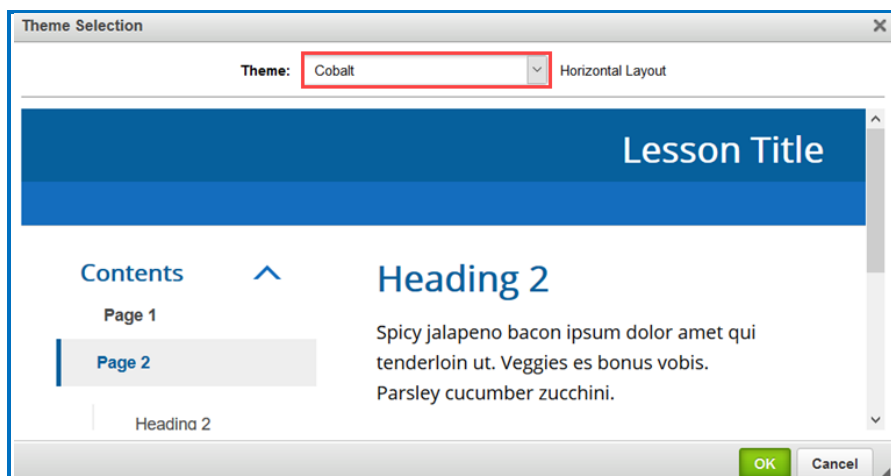 Theme Selection
Theme: Cobalt Horizontal Layout
Lesson Title
Contents
Page 1
Page 2
Heading 2
Heading 2
Spicy jalapeno bacon ipsum dolor amet qui
tenderloin ut. Veggies es bonus vobis.
Parsley cucumber zucchini.
OK Cancel